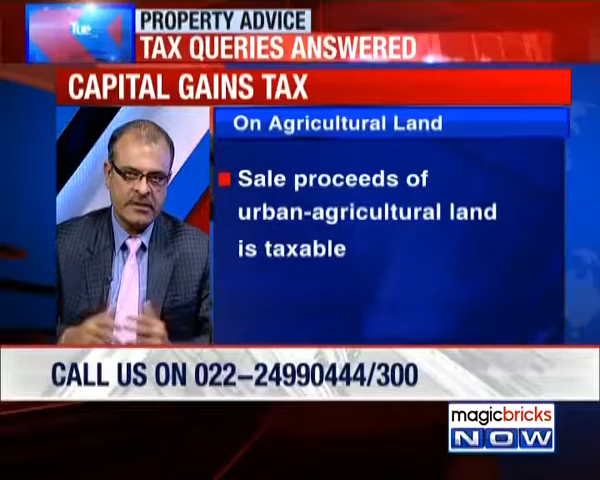 Tue
PROPERTY ADVICE
TAX QUERIES ANSWERED
CAPITAL GAINS TAX
On Agricultural Land
Sale proceeds of
urban-agricultural land
is taxable
CALL US ON 022–24990444/300
magicbricks
NOW